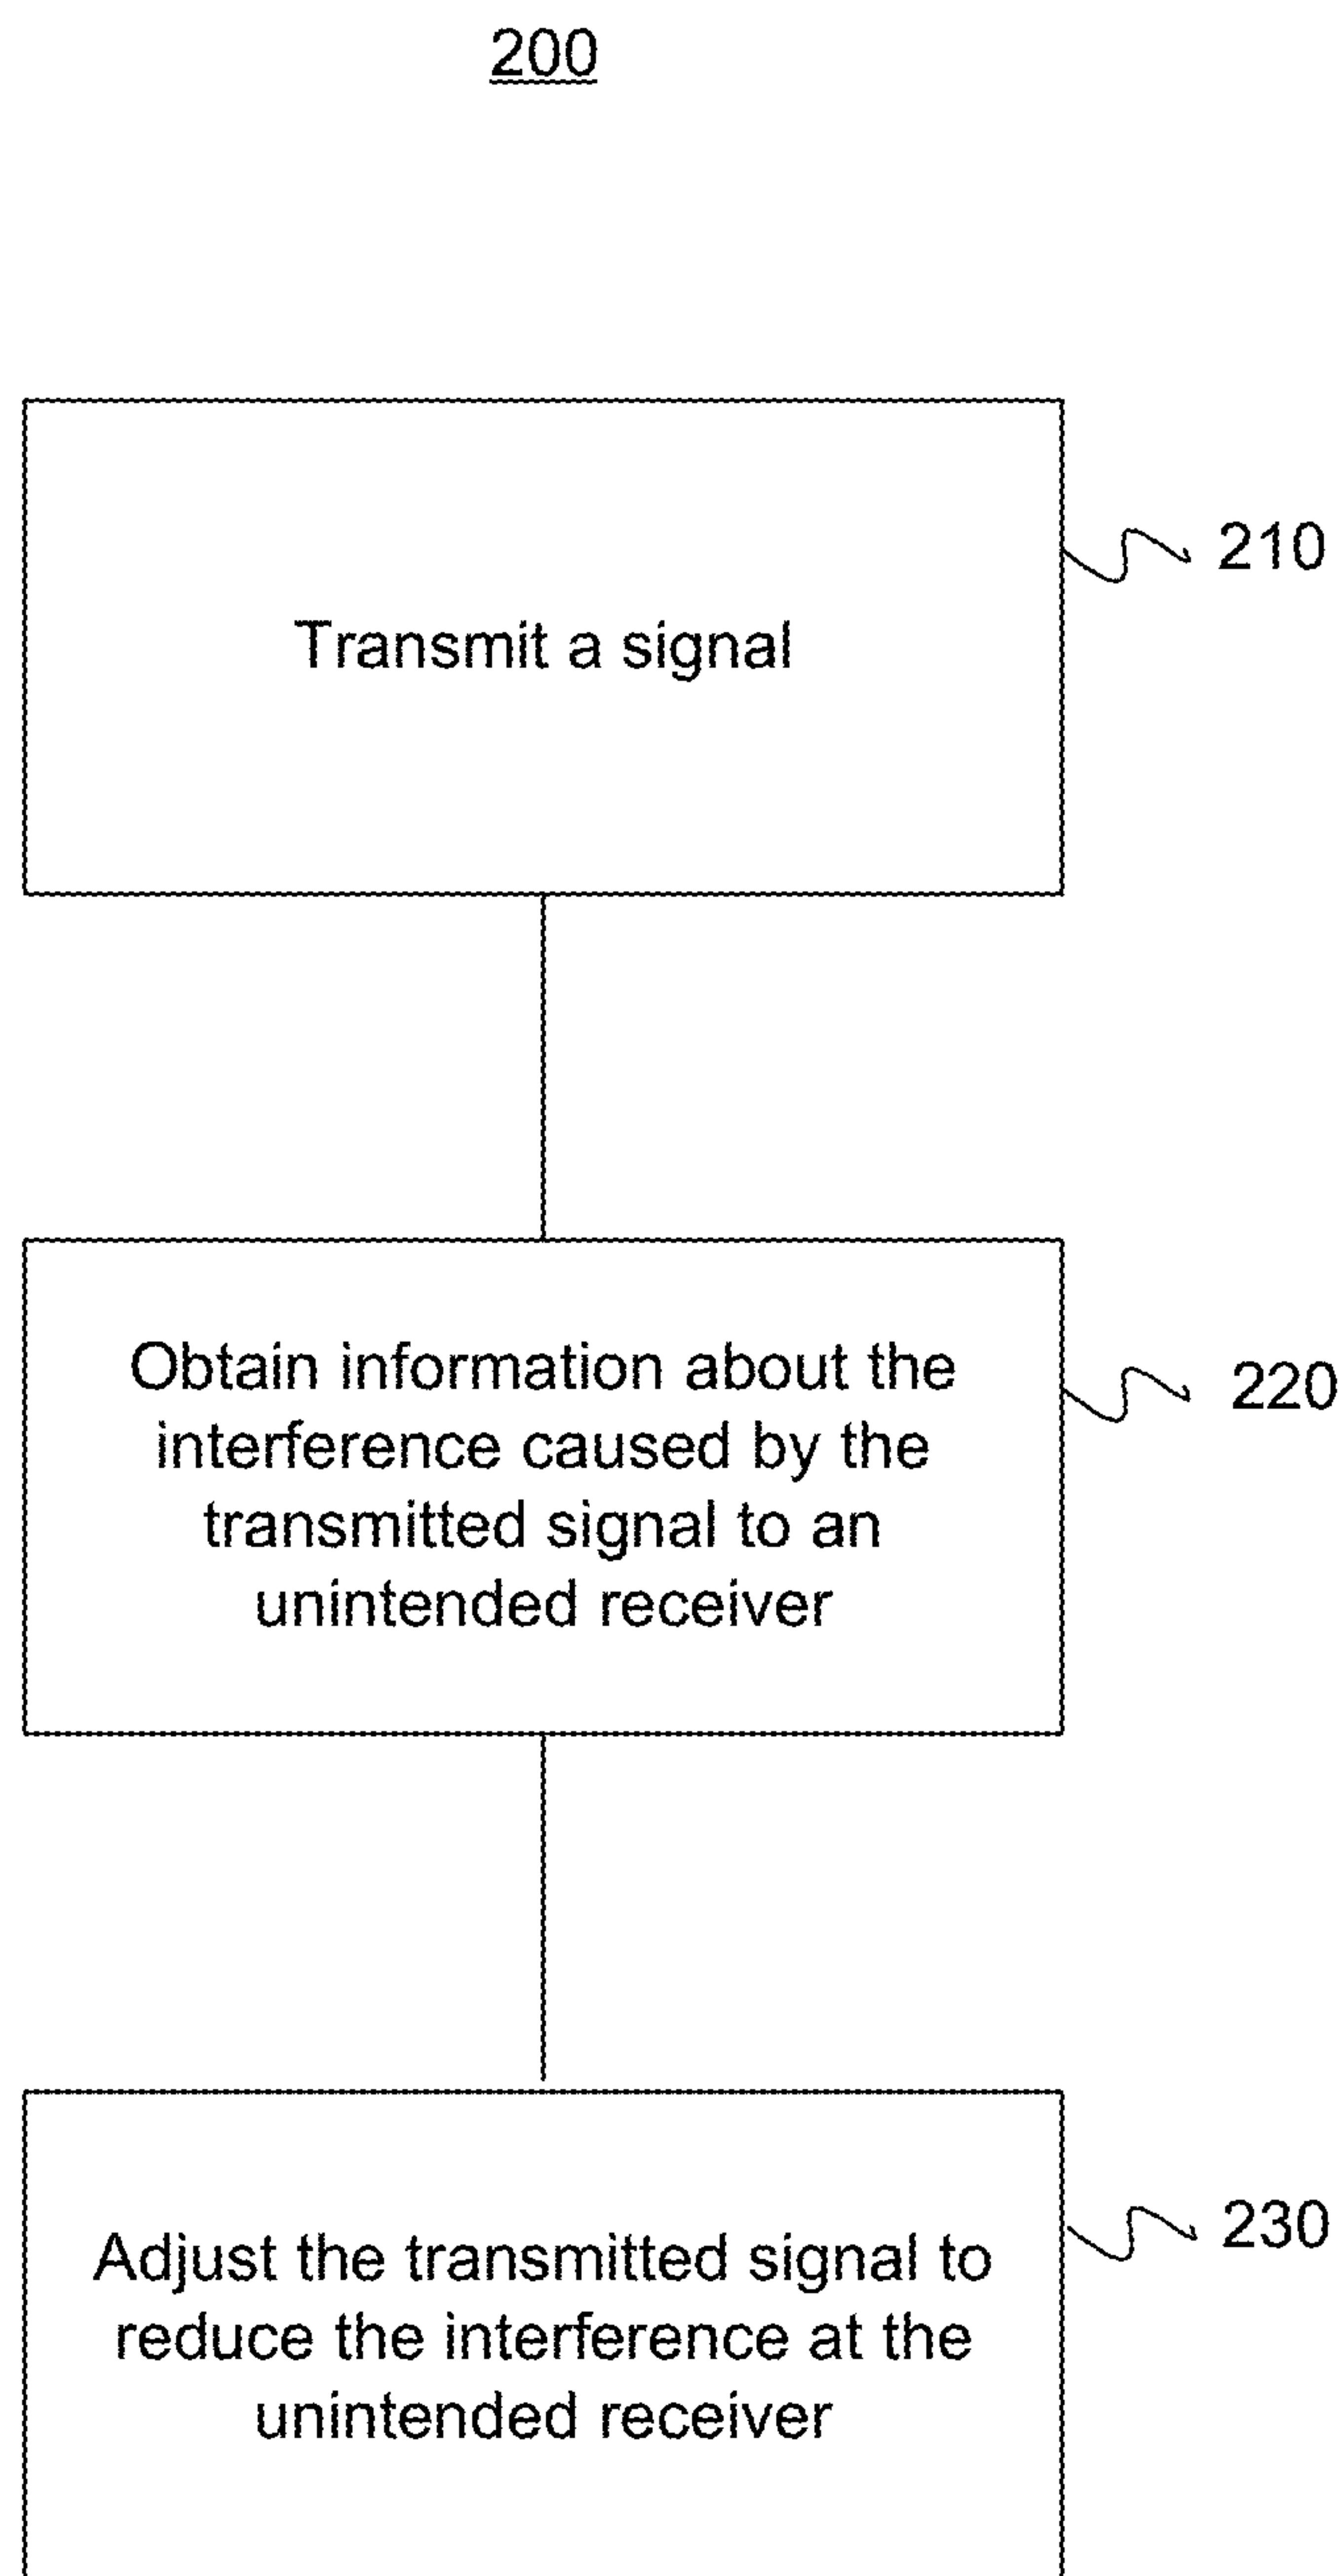 200
Transmit a signal
210
Obtain information about the
interference caused by the
transmitted signal to an
unintended receiver
220
Adjust the transmitted signal to
reduce the interference at the
unintended receiver
230